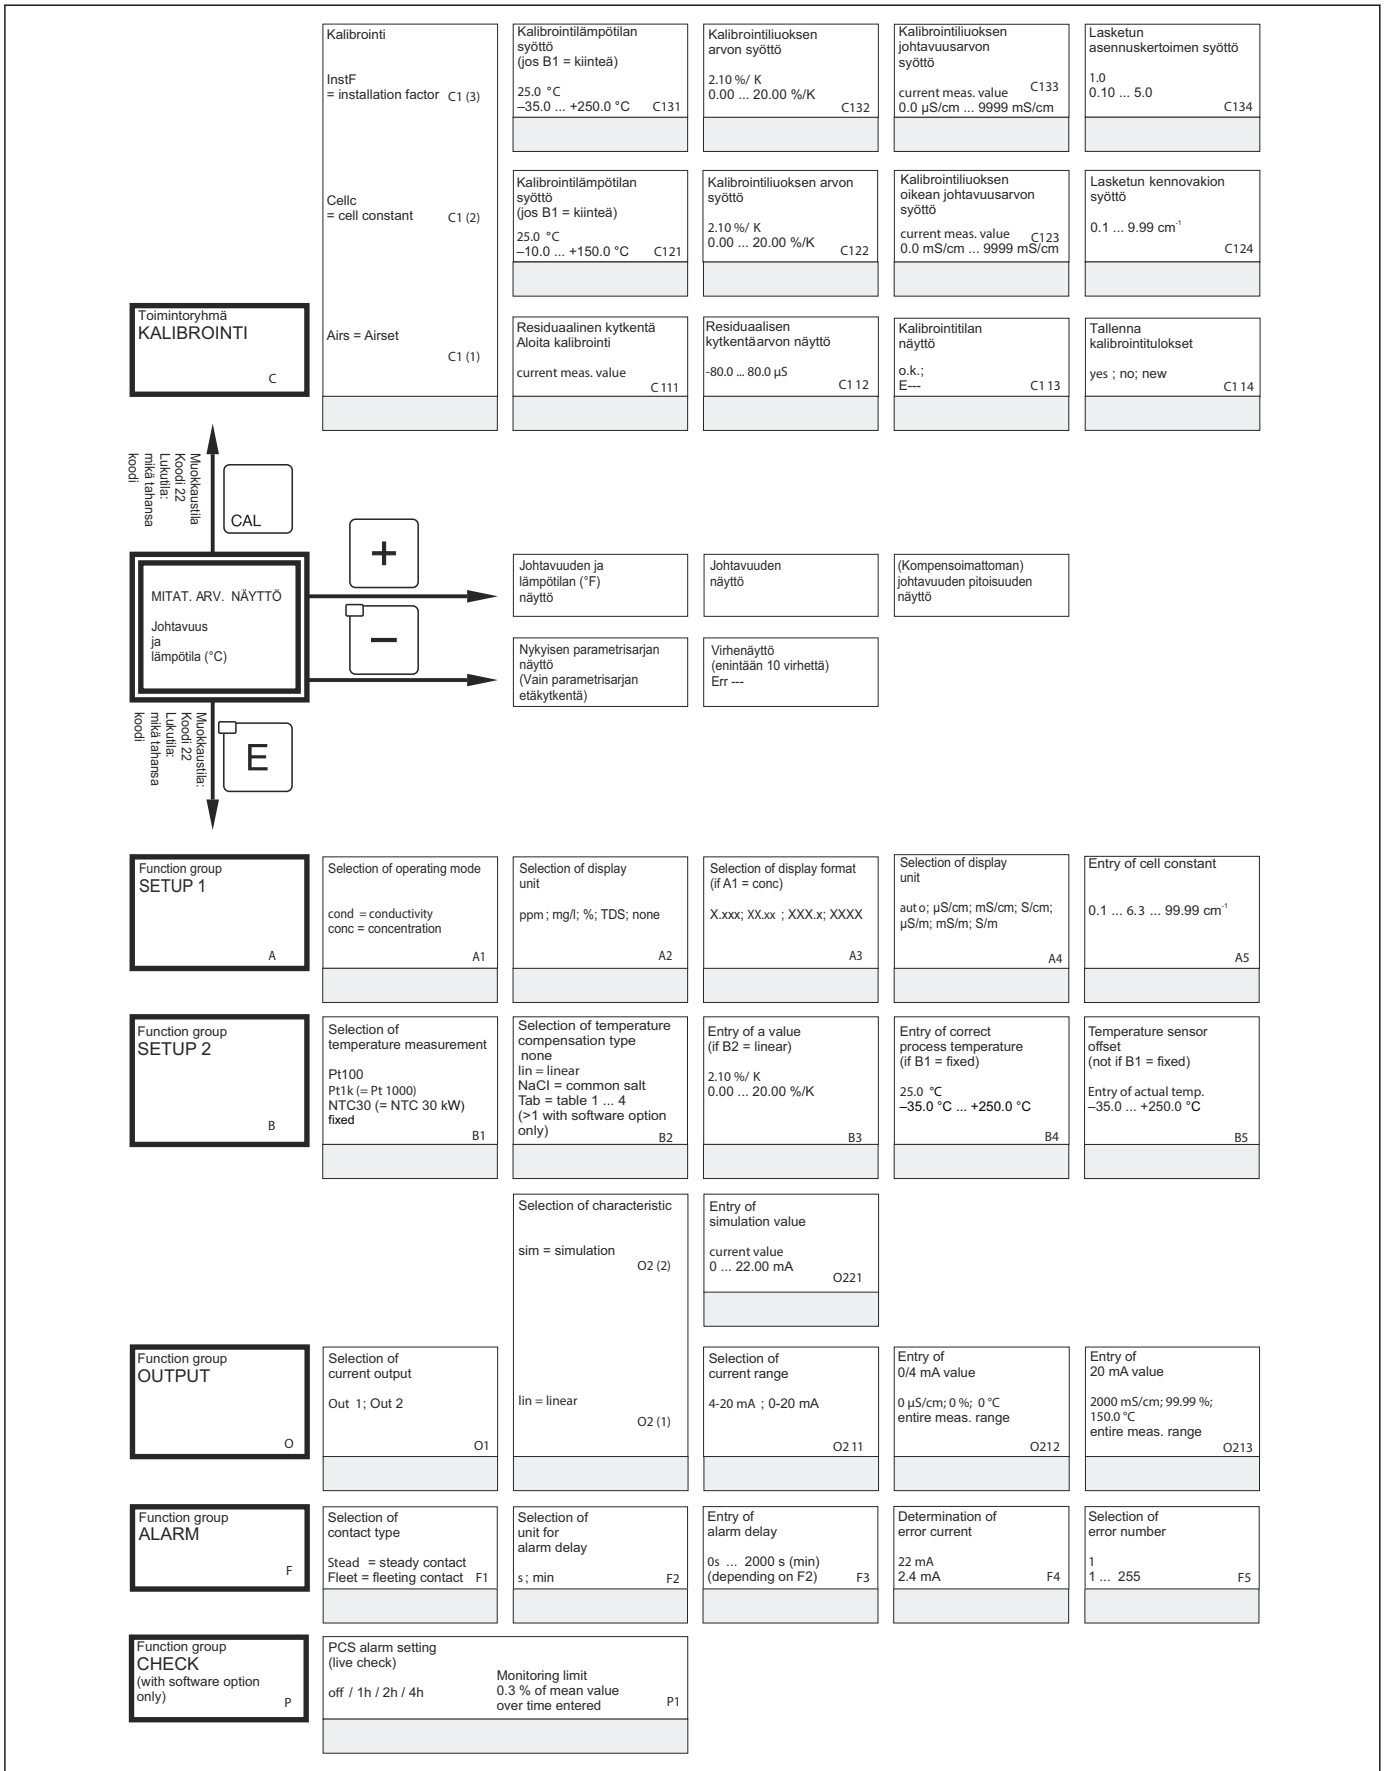 Kalibrointi
InstF
= installation factor C1 (3)
Cellc
= cell constant C1 (2)
Airs = Airset
C1 (1)
Kalibrointilämpötilan
syöttö
(jos B1 = kiinteä)
25.0 °C
–35.0 ... +250.0 °C C131
Kalibrointiliuoksen
arvon syöttö
2.10 %/ K
0.00 ... 20.00 %/K
C132
Kalibrointiliuoksen
johtavuusarvon
syöttö
current meas. value C133
0.0 µS/cm ... 9999 mS/cm
Lasketun
asennuskertoimen syöttö
1.0
0.10 ... 5.0
C134
Kalibrointilämpötilan
syöttö
(jos B1 = kiinteä)
25.0 °C
–10.0 ... +150.0 °C C121
Kalibrointiliuoksen arvon
syöttö
2.10 %/ K
0.00 ... 20.00 %/K
C122
Kalibrointiliuoksen
oikean johtavuusarvon
syöttö
current meas. value C123
0.0 mS/cm ... 9999 mS/cm
Lasketun kennovakion
syöttö
0.1 ... 9.99 cm⁻¹
C124
Toimintoryhmä
KALIBROINTI
C
Residuaalinen kytkentä
Aloita kalibrointi
current meas. value
C 111
Residuaalisen
kytkentäarvon näyttö
-80.0 ... 80.0 µS
C1 12
Kalibrointitilan
näyttö
o.k.;
E---
C1 13
Tallenna
kalibrointitulokset
yes ; no; new
C1 14
Muokkaustila
Koodi 22
Lukutila:
mikä tahansa
koodi
CAL
+
–
MITAT. ARV. NÄYTTÖ
Johtavuus
ja
lämpötila (°C)
Johtavuuden ja
lämpötilan (°F)
näyttö
Johtavuuden
näyttö
(Kompensoimattoman)
johtavuuden pitoisuuden
näyttö
Nykyisen parametrisarjan
näyttö
(Vain parametrisarjan
etäkytkentä)
Virhenäyttö
(enintään 10 virhettä)
Err ---
Muokkaustila:
Koodi 22
Lukutila:
mikä tahansa
koodi
E
Function group
SETUP 1
A
Selection of operating mode
cond = conductivity
conc = concentration
A1
Selection of display
unit
ppm ; mg/l; %; TDS; none
A2
Selection of display format
(if A1 = conc)
X.xxx; XX.xx ; XXX.x; XXXX
A3
Selection of display
unit
aut o; µS/cm; mS/cm; S/cm;
µS/m; mS/m; S/m
A4
Entry of cell constant
0.1 ... 6.3 ... 99.99 cm⁻¹
A5
Function group
SETUP 2
B
Selection of
temperature measurement
Pt100
Pt1k (= Pt 1000)
NTC30 (= NTC 30 kW)
fixed
B1
Selection of temperature
compensation type
none
lin = linear
NaCl = common salt
Tab = table 1 ... 4
(>1 with software option
only)
B2
Entry of a value
(if B2 = linear)
2.10 %/ K
0.00 ... 20.00 %/K
B3
Entry of correct
process temperature
(if B1 = fixed)
25.0 °C
–35.0 °C ... +250.0 °C
B4
Temperature sensor
offset
(not if B1 = fixed)
Entry of actual temp.
–35.0 ... +250.0 °C
B5
Selection of characteristic
sim = simulation
O2 (2)
lin = linear
O2 (1)
Entry of
simulation value
current value
0 ... 22.00 mA
O221
Function group
OUTPUT
O
Selection of
current output
Out 1; Out 2
O1
Selection of
current range
4-20 mA ; 0-20 mA
O2 11
Entry of
0/4 mA value
0 µS/cm; 0 %; 0 °C
entire meas. range
O212
Entry of
20 mA value
2000 mS/cm; 99.99 %;
150.0 °C
entire meas. range
O213
Function group
ALARM
F
Selection of
contact type
Stead = steady contact
Fleet = fleeting contact F1
Selection of
unit for
alarm delay
s ; min F2
Entry of
alarm delay
0s ... 2000 s (min)
(depending on F2) F3
Determination of
error current
22 mA
2.4 mA F4
Selection of
error number
1
1 ... 255 F5
Function group
CHECK
(with software option
only) P
PCS alarm setting
(live check)
off / 1h / 2h / 4h
Monitoring limit
0.3 % of mean value
over time entered
P1